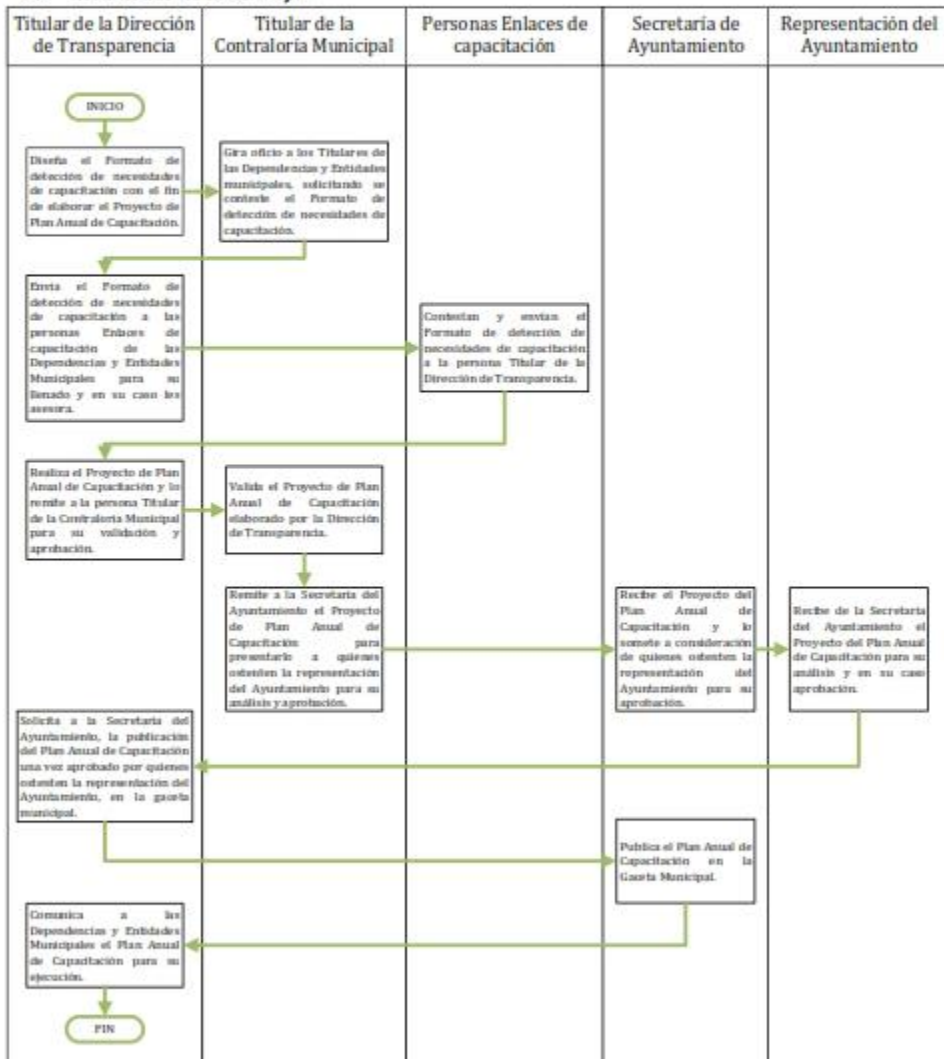 Titular de la Dirección
de Transparencia
Titular de la
Contraloría Municipal
Personas Enlaces de
capacitación
Secretaría de
Ayuntamiento
Representación del
Ayuntamiento
INICIO
Diseña el Formato de
detección de necesidades
de capacitación con el fin
de elaborar el Proyecto de
Plan Anual de Capacitación.
Gira oficio a los Titulares de
las Dependencias y Entidades
municipales, solicitando se
conteste el Formato de
detección de necesidades de
capacitación.
Envía el Formato de
detección de necesidades
de capacitación a las
personas Enlaces de
capacitación de las
Dependencias y Entidades
Municipales para su
llenado y en su caso les
asesora.
Contestan y envían el
Formato de detección de
necesidades de capacitación
a la persona Titular de la
Dirección de Transparencia.
Realiza el Proyecto de Plan
Anual de Capacitación y lo
remite a la persona Titular
de la Contraloría Municipal
para su validación y
aprobación.
Valida el Proyecto de Plan
Anual de Capacitación
elaborado por la Dirección
de Transparencia.
Remite a la Secretaría del
Ayuntamiento el Proyecto
de Plan Anual de
Capacitación para
presentarlo a quienes
ostenten la representación
del Ayuntamiento para su
análisis y aprobación.
Recibe el Proyecto del
Plan Anual de
Capacitación y lo
somete a consideración
de quienes ostenten la
representación del
Ayuntamiento para su
aprobación.
Recibe de la Secretaría
del Ayuntamiento el
Proyecto del Plan Anual
de Capacitación para su
análisis y en su caso
aprobación.
Solicita a la Secretaría del
Ayuntamiento, la publicación
del Plan Anual de Capacitación
una vez aprobado por quienes
ostenten la representación del
Ayuntamiento, en la gaceta
municipal.
Publica el Plan Anual de
Capacitación en la
Gaceta Municipal.
Comunica a las
Dependencias y Entidades
Municipales el Plan Anual
de Capacitación para su
ejecución.
FIN